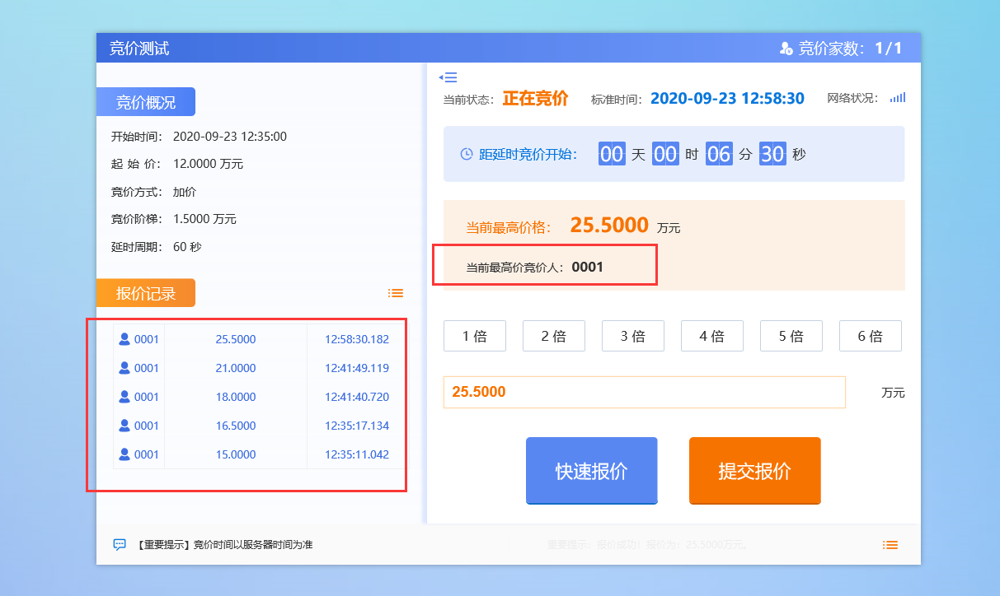 竞价测试
竞价家数：1/1
竞价概况
开始时间： 2020-09-23 12:35:00
起 始 价： 12.0000 万元
竞价方式： 加价
竞价阶梯： 1.5000 万元
延时周期： 60 秒
报价记录
0001 25.5000 12:58:30.182
0001 21.0000 12:41:49.119
0001 18.0000 12:41:40.720
0001 16.5000 12:35:17.134
0001 15.0000 12:35:11.042
当前状态： 正在竞价 标准时间： 2020-09-23 12:58:30 网络状况：
距延时竞价开始： 00 天 00 时 06 分 30 秒
当前最高价格： 25.5000 万元
当前最高价竞价人： 0001
1 倍 2 倍 3 倍 4 倍 5 倍 6 倍
25.5000 万元
快速报价 提交报价
【重要提示】竞价时间以服务器时间为准
重要提示：报价成功！报价为：25.5000万元。